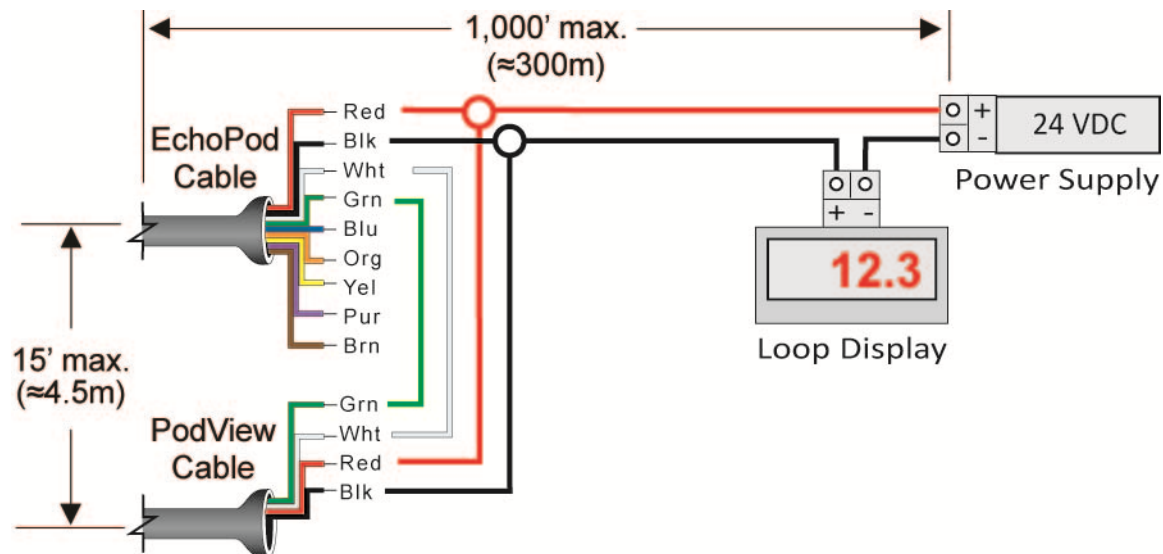 1,000' max.
(≈300m)
EchoPod
Cable
Red
Blk
Wht
Grn
Blu
Org
Yel
Pur
Brn
+
-
24 VDC
Power Supply
+ -
12.3
Loop Display
15' max.
(≈4.5m)
PodView
Cable
Grn
Wht
Red
Blk